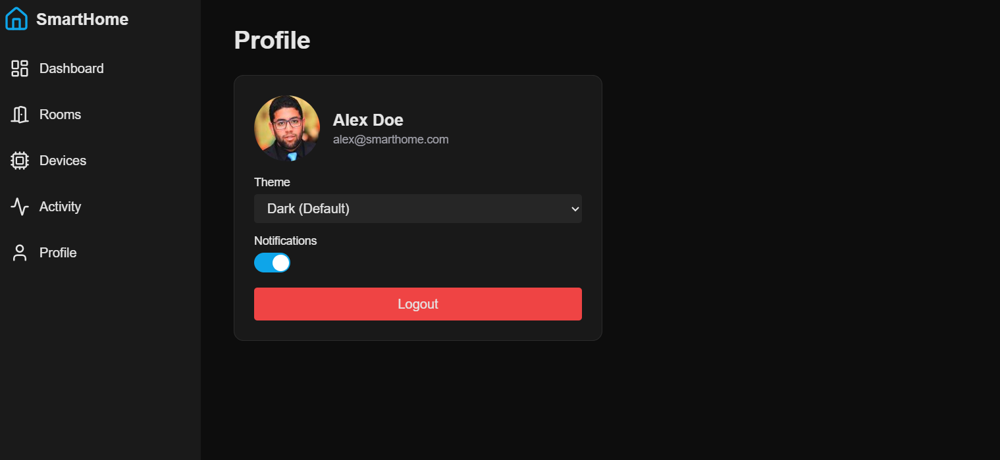 SmartHome
Dashboard
Rooms
Devices
Activity
Profile
Profile
Alex Doe
alex@smarthome.com
Theme
Dark (Default)
Notifications
Logout